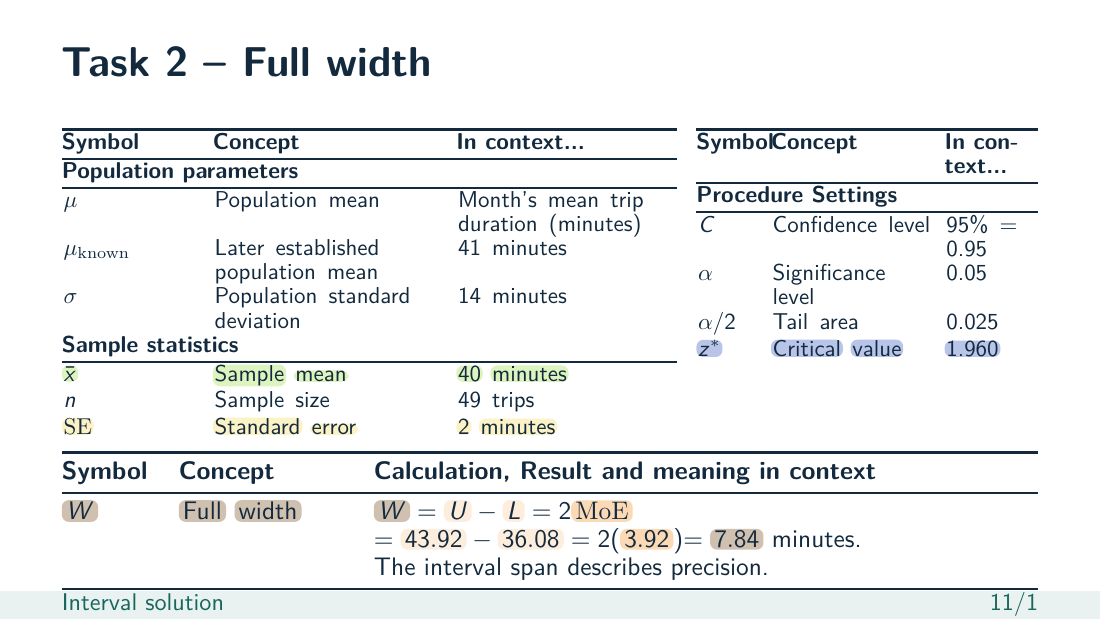 Task 2 – Full width
Symbol Concept In context...
Population parameters
μ Population mean Month's mean trip
duration (minutes)
μknown Later established 41 minutes
population mean
σ Population standard 14 minutes
deviation
Sample statistics
x̄ Sample mean 40 minutes
n Sample size 49 trips
SE Standard error 2 minutes
Symbol Concept In con-
text...
Procedure Settings
C Confidence level 95% =
0.95
α Significance 0.05
level
α/2 Tail area 0.025
z* Critical value 1.960
Symbol Concept Calculation, Result and meaning in context
W Full width W = U − L = 2MoE
= 43.92 − 36.08 = 2(3.92)= 7.84 minutes.
The interval span describes precision.
Interval solution 11/1